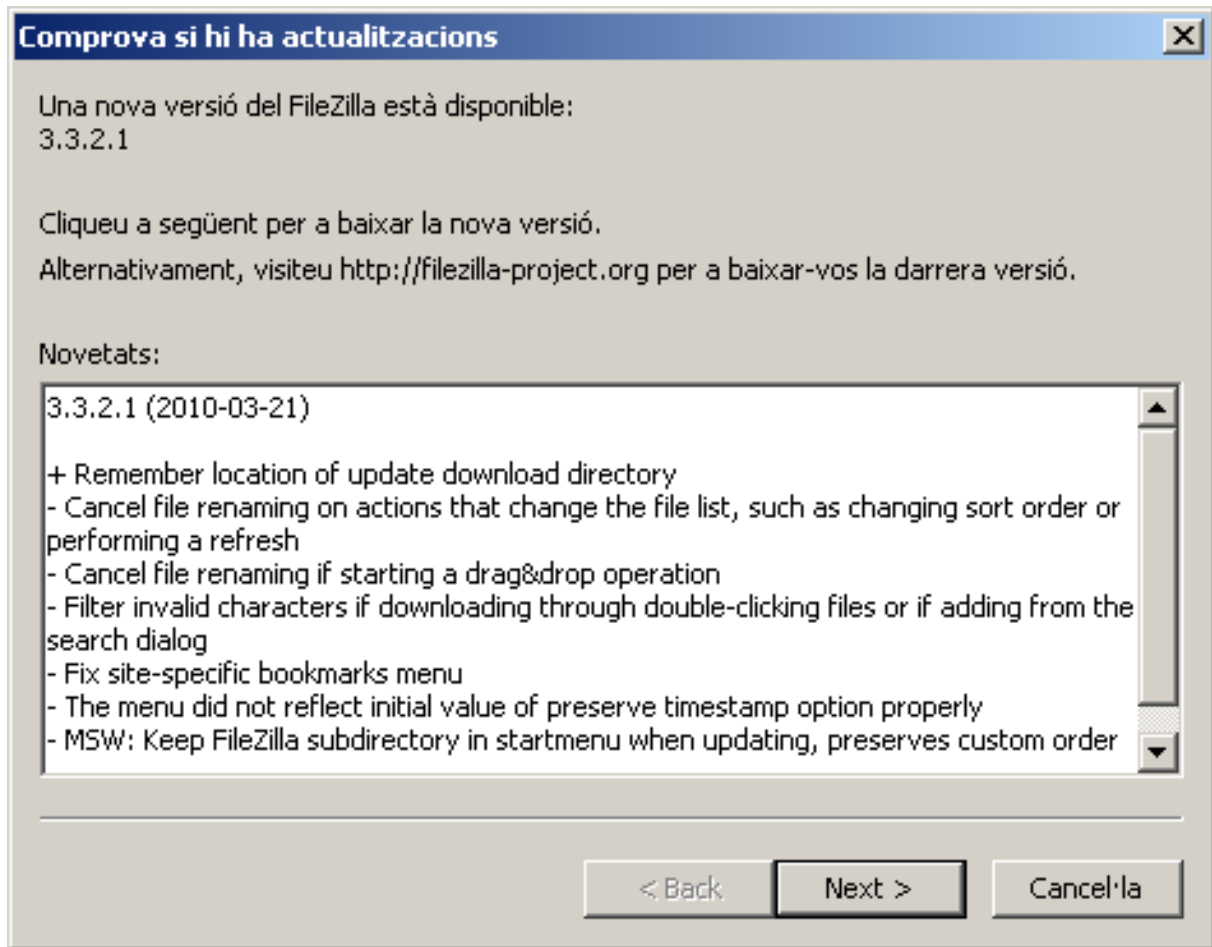 Comprova si hi ha actualitzacions
Una nova versió del FileZilla està disponible:
3.3.2.1
Cliqueu a següent per a baixar la nova versió.
Alternativament, visiteu http://filezilla-project.org per a baixar-vos la darrera versió.
Novetats:
3.3.2.1 (2010-03-21)
+ Remember location of update download directory
- Cancel file renaming on actions that change the file list, such as changing sort order or
performing a refresh
- Cancel file renaming if starting a drag&drop operation
- Filter invalid characters if downloading through double-clicking files or if adding from the
search dialog
- Fix site-specific bookmarks menu
- The menu did not reflect initial value of preserve timestamp option properly
- MSW: Keep FileZilla subdirectory in startmenu when updating, preserves custom order
< Back
Next >
Cancel·la